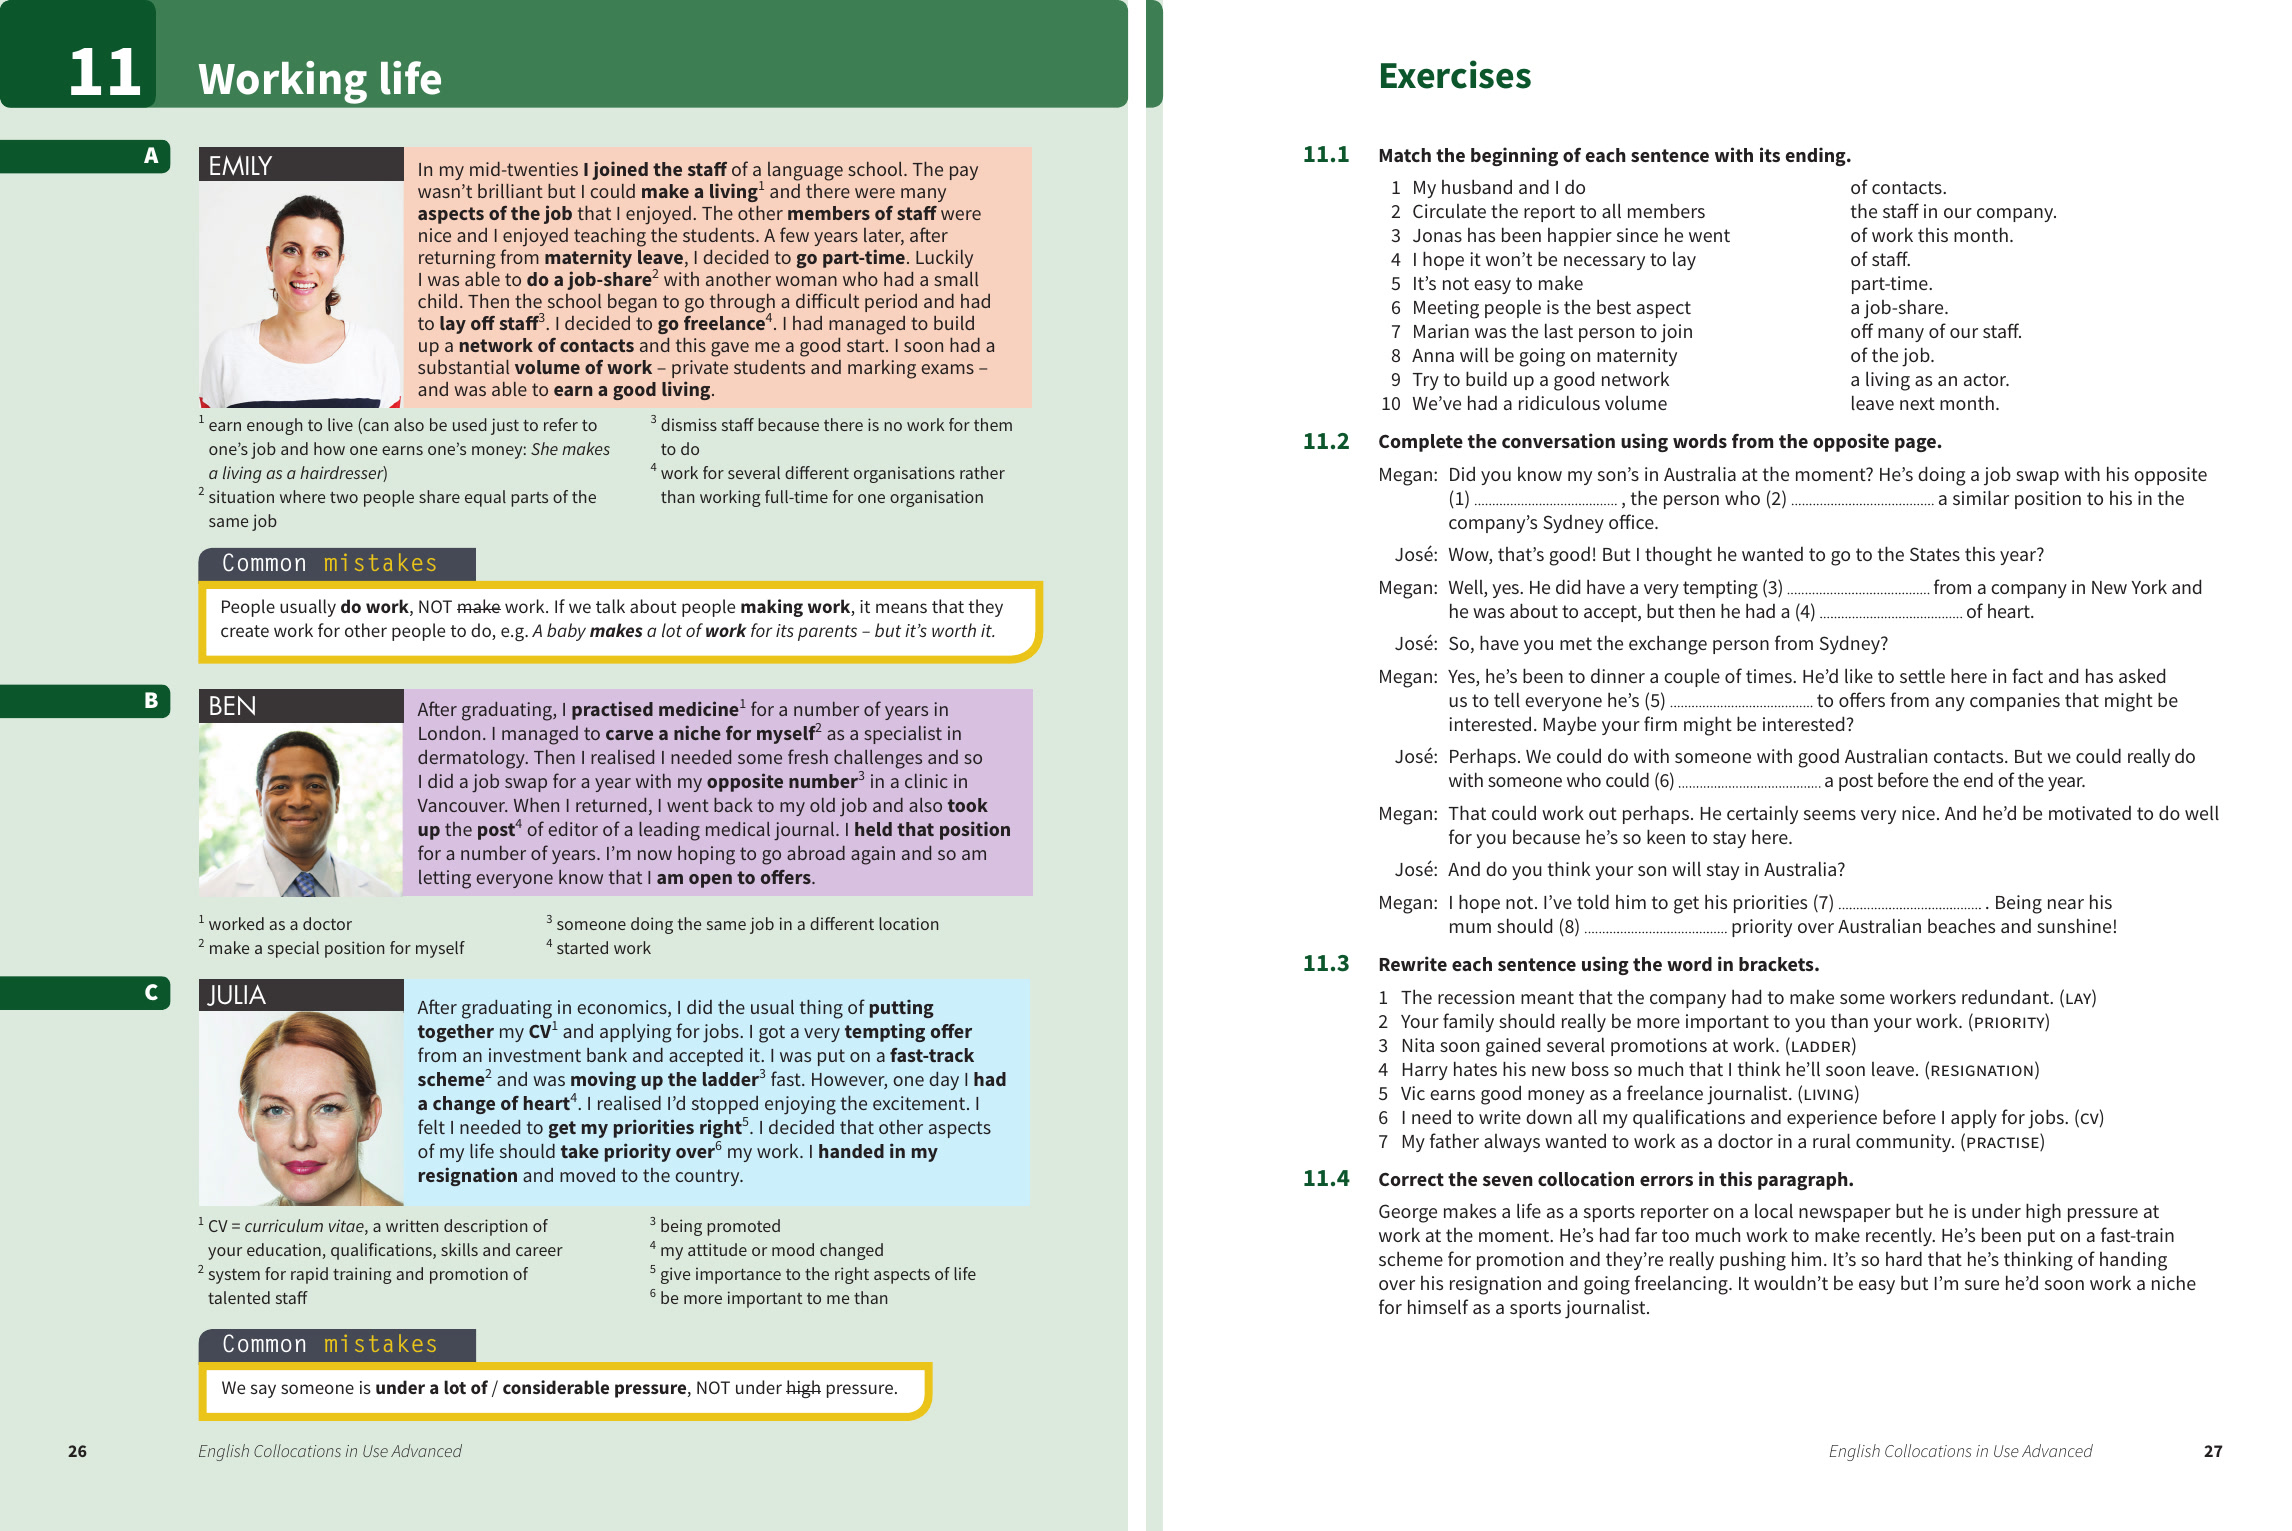 11
Working life
A
EMILY
In my mid-twenties I joined the staff of a language school. The pay
wasn't brilliant but I could make a living1 and there were many
aspects of the job that I enjoyed. The other members of staff were
nice and I enjoyed teaching the students. A few years later, after
returning from maternity leave, I decided to go part-time. Luckily
I was able to do a job-share2 with another woman who had a small
child. Then the school began to go through a difficult period and had
to lay off staff3. I decided to go freelance4. I had managed to build
up a network of contacts and this gave me a good start. I soon had a
substantial volume of work – private students and marking exams –
and was able to earn a good living.
1 earn enough to live (can also be used just to refer to
one's job and how one earns one's money: She makes
a living as a hairdresser)
2 situation where two people share equal parts of the
same job
3 dismiss staff because there is no work for them
to do
4 work for several different organisations rather
than working full-time for one organisation
Common mistakes
People usually do work, NOT make work. If we talk about people making work, it means that they
create work for other people to do, e.g. A baby makes a lot of work for its parents – but it's worth it.
B
BEN
After graduating, I practised medicine1 for a number of years in
London. I managed to carve a niche for myself2 as a specialist in
dermatology. Then I realised I needed some fresh challenges and so
I did a job swap for a year with my opposite number3 in a clinic in
Vancouver. When I returned, I went back to my old job and also took
up the post4 of editor of a leading medical journal. I held that position
for a number of years. I'm now hoping to go abroad again and so am
letting everyone know that I am open to offers.
1 worked as a doctor
2 make a special position for myself
3 someone doing the same job in a different location
4 started work
C
JULIA
After graduating in economics, I did the usual thing of putting
together my CV1 and applying for jobs. I got a very tempting offer
from an investment bank and accepted it. I was put on a fast-track
scheme2 and was moving up the ladder3 fast. However, one day I had
a change of heart4. I realised I'd stopped enjoying the excitement. I
felt I needed to get my priorities right5. I decided that other aspects
of my life should take priority over6 my work. I handed in my
resignation and moved to the country.
1 CV = curriculum vitae, a written description of
your education, qualifications, skills and career
2 system for rapid training and promotion of
talented staff
3 being promoted
4 my attitude or mood changed
5 give importance to the right aspects of life
6 be more important to me than
Common mistakes
We say someone is under a lot of / considerable pressure, NOT under high pressure.
26
English Collocations in Use Advanced
Exercises
11.1 Match the beginning of each sentence with its ending.
1 My husband and I do of contacts.
2 Circulate the report to all members the staff in our company.
3 Jonas has been happier since he went of work this month.
4 I hope it won't be necessary to lay of staff.
5 It's not easy to make part-time.
6 Meeting people is the best aspect a job-share.
7 Marian was the last person to join off many of our staff.
8 Anna will be going on maternity of the job.
9 Try to build up a good network a living as an actor.
10 We've had a ridiculous volume leave next month.
11.2 Complete the conversation using words from the opposite page.
Megan: Did you know my son's in Australia at the moment? He's doing a job swap with his opposite
(1) ........................................ , the person who (2) ........................................ a similar position to his in the
company's Sydney office.
José: Wow, that's good! But I thought he wanted to go to the States this year?
Megan: Well, yes. He did have a very tempting (3) ........................................ from a company in New York and
he was about to accept, but then he had a (4) ........................................ of heart.
José: So, have you met the exchange person from Sydney?
Megan: Yes, he's been to dinner a couple of times. He'd like to settle here in fact and has asked
us to tell everyone he's (5) ........................................ to offers from any companies that might be
interested. Maybe your firm might be interested?
José: Perhaps. We could do with someone with good Australian contacts. But we could really do
with someone who could (6) ........................................ a post before the end of the year.
Megan: That could work out perhaps. He certainly seems very nice. And he'd be motivated to do well
for you because he's so keen to stay here.
José: And do you think your son will stay in Australia?
Megan: I hope not. I've told him to get his priorities (7) ........................................ . Being near his
mum should (8) ........................................ priority over Australian beaches and sunshine!
11.3 Rewrite each sentence using the word in brackets.
1 The recession meant that the company had to make some workers redundant. (LAY)
2 Your family should really be more important to you than your work. (PRIORITY)
3 Nita soon gained several promotions at work. (LADDER)
4 Harry hates his new boss so much that I think he'll soon leave. (RESIGNATION)
5 Vic earns good money as a freelance journalist. (LIVING)
6 I need to write down all my qualifications and experience before I apply for jobs. (CV)
7 My father always wanted to work as a doctor in a rural community. (PRACTISE)
11.4 Correct the seven collocation errors in this paragraph.
George makes a life as a sports reporter on a local newspaper but he is under high pressure at
work at the moment. He's had far too much work to make recently. He's been put on a fast-train
scheme for promotion and they're really pushing him. It's so hard that he's thinking of handing
over his resignation and going freelancing. It wouldn't be easy but I'm sure he'd soon work a niche
for himself as a sports journalist.
English Collocations in Use Advanced
27